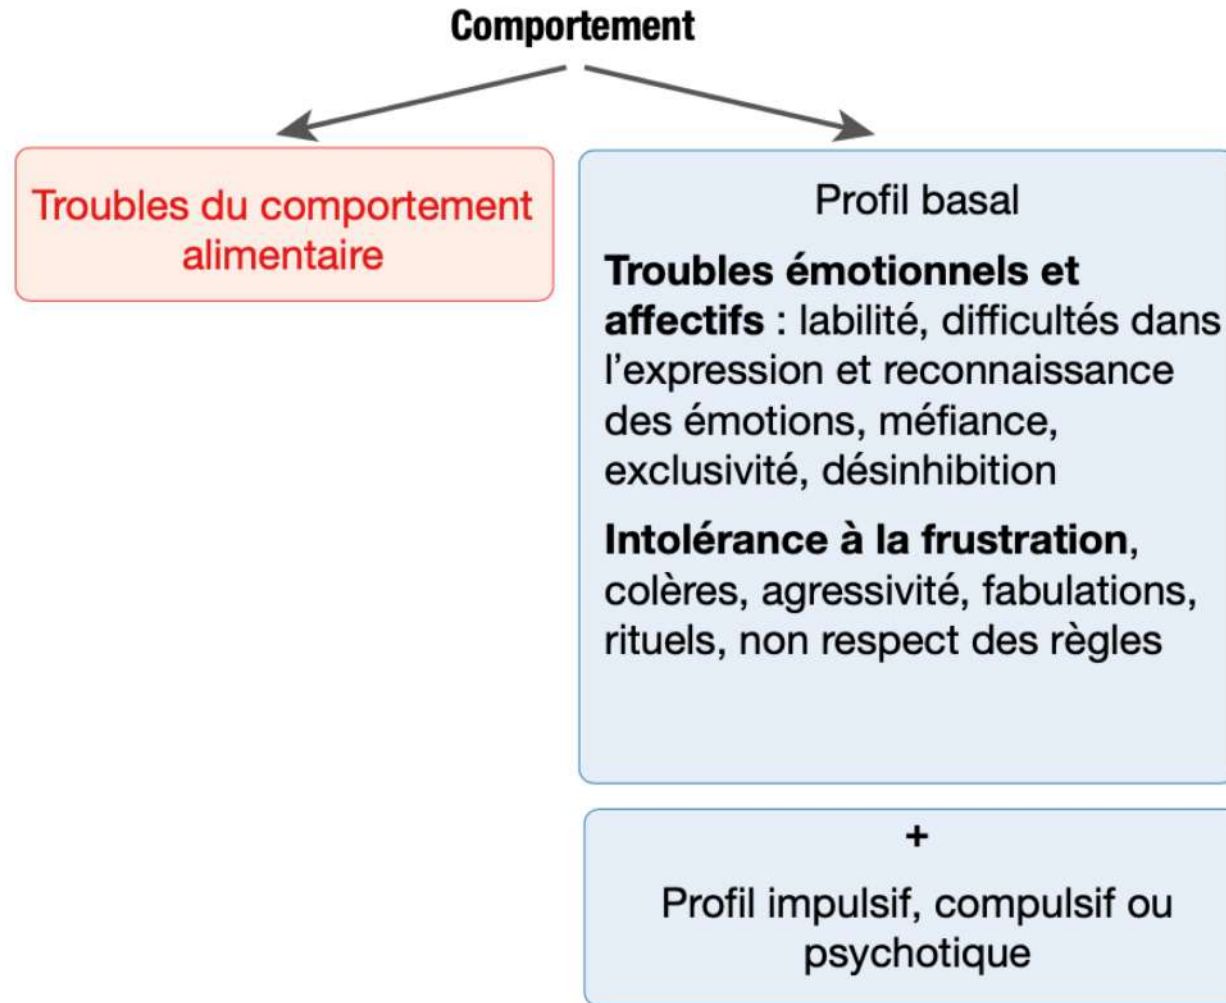 Comportement
Troubles du comportement
alimentaire
Profil basal
Troubles émotionnels et
affectifs : labilité, difficultés dans
l'expression et reconnaissance
des émotions, méfiance,
exclusivité, désinhibition
Intolérance à la frustration,
colères, agressivité, fabulations,
rituels, non respect des règles
+
Profil impulsif, compulsif ou
psychotique